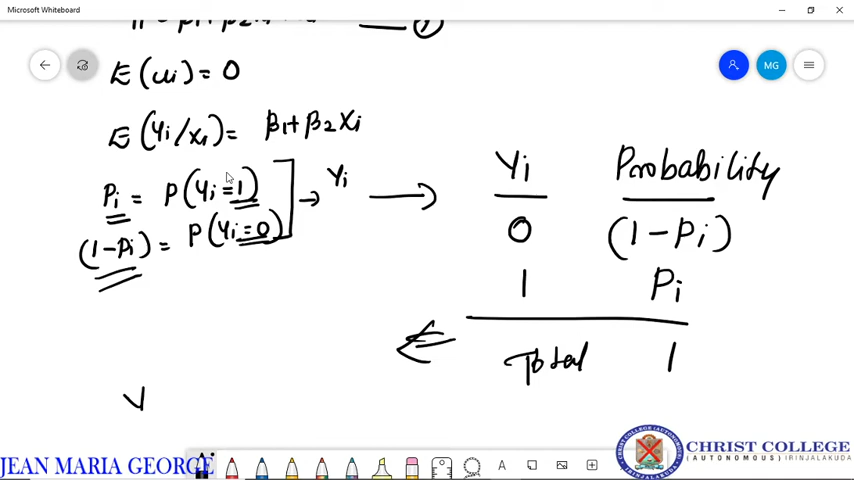 Microsoft Whiteboard
E(ui) = 0
MG
E(Yi/xi) = β1+β2Xi
Pi = P(Yi=1)
(1-Pi) = P(Yi=0)
→ Yi
Yi Probability
0 (1-Pi)
1 Pi
Total 1
Y
JEAN MARIA GEORGE
CHRIST COLLEGE
(AUTONOMOUS) IRINJALAKUDA